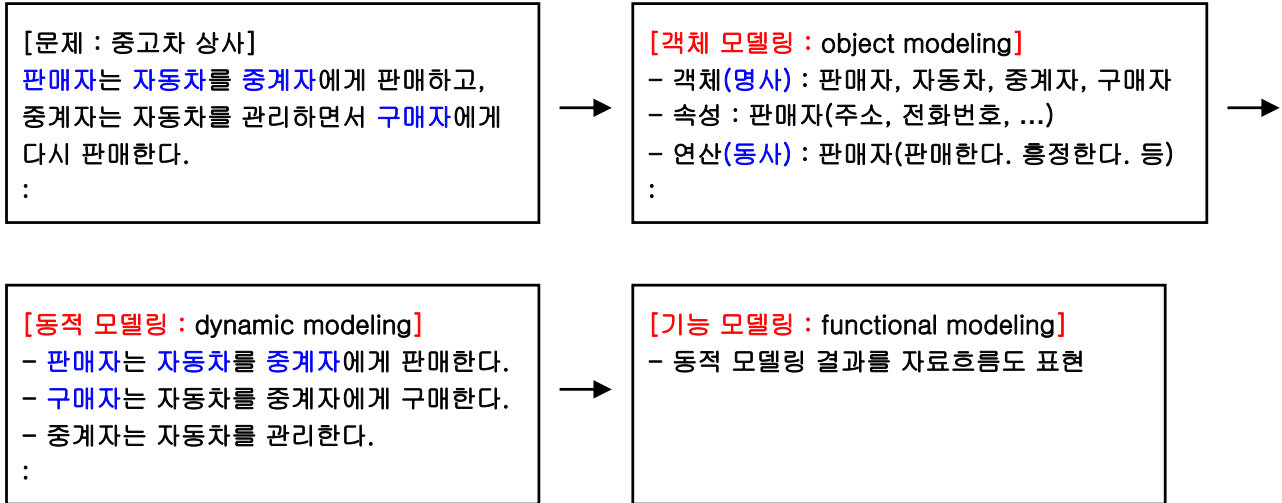 [문제 : 중고차 상사]
판매자는 자동차를 중계자에게 판매하고,
중계자는 자동차를 관리하면서 구매자에게
다시 판매한다.
:
[객체 모델링 : object modeling]
- 객체(명사) : 판매자, 자동차, 중계자, 구매자
- 속성 : 판매자(주소, 전화번호, ...)
- 연산(동사) : 판매자(판매한다. 흥정한다. 등)
:
[동적 모델링 : dynamic modeling]
- 판매자는 자동차를 중계자에게 판매한다.
- 구매자는 자동차를 중계자에게 구매한다.
- 중계자는 자동차를 관리한다.
:
[기능 모델링 : functional modeling]
- 동적 모델링 결과를 자료흐름도 표현